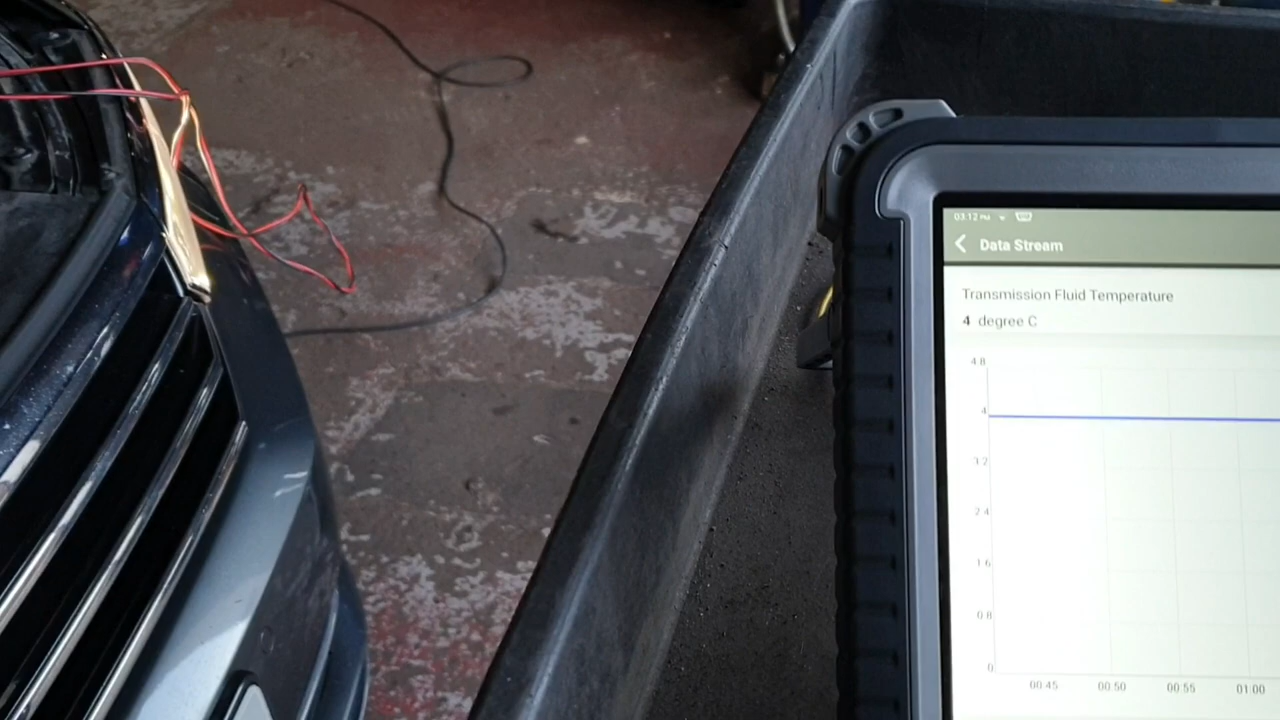 03:12 PM
Data Stream
Transmission Fluid Temperature
4 degree C
4.8
4
3.2
2.4
1.6
0.8
0
00:45 00:50 00:55 01:00